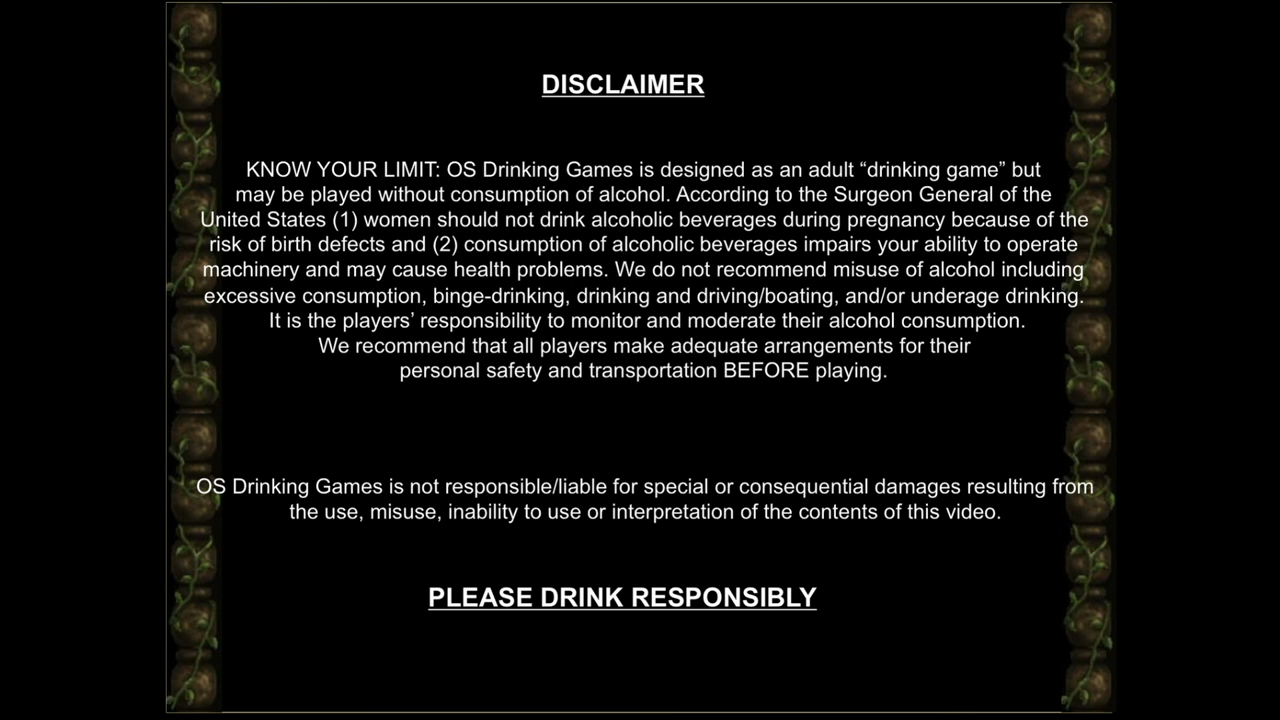 DISCLAIMER
KNOW YOUR LIMIT: OS Drinking Games is designed as an adult “drinking game” but
may be played without consumption of alcohol. According to the Surgeon General of the
United States (1) women should not drink alcoholic beverages during pregnancy because of the
risk of birth defects and (2) consumption of alcoholic beverages impairs your ability to operate
machinery and may cause health problems. We do not recommend misuse of alcohol including
excessive consumption, binge-drinking, drinking and driving/boating, and/or underage drinking.
It is the players’ responsibility to monitor and moderate their alcohol consumption.
We recommend that all players make adequate arrangements for their
personal safety and transportation BEFORE playing.
OS Drinking Games is not responsible/liable for special or consequential damages resulting from
the use, misuse, inability to use or interpretation of the contents of this video.
PLEASE DRINK RESPONSIBLY